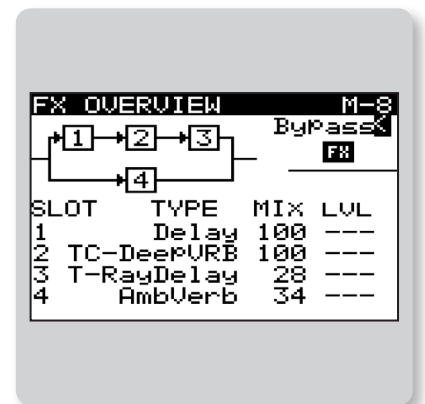 FX OVERVIEW M-8
Bypass
1 2 3 FX
4
SLOT TYPE MIX LVL
1 Delay 100 ---
2 TC-DeepVRB 100 ---
3 T-RayDelay 28 ---
4 AmbVerb 34 ---